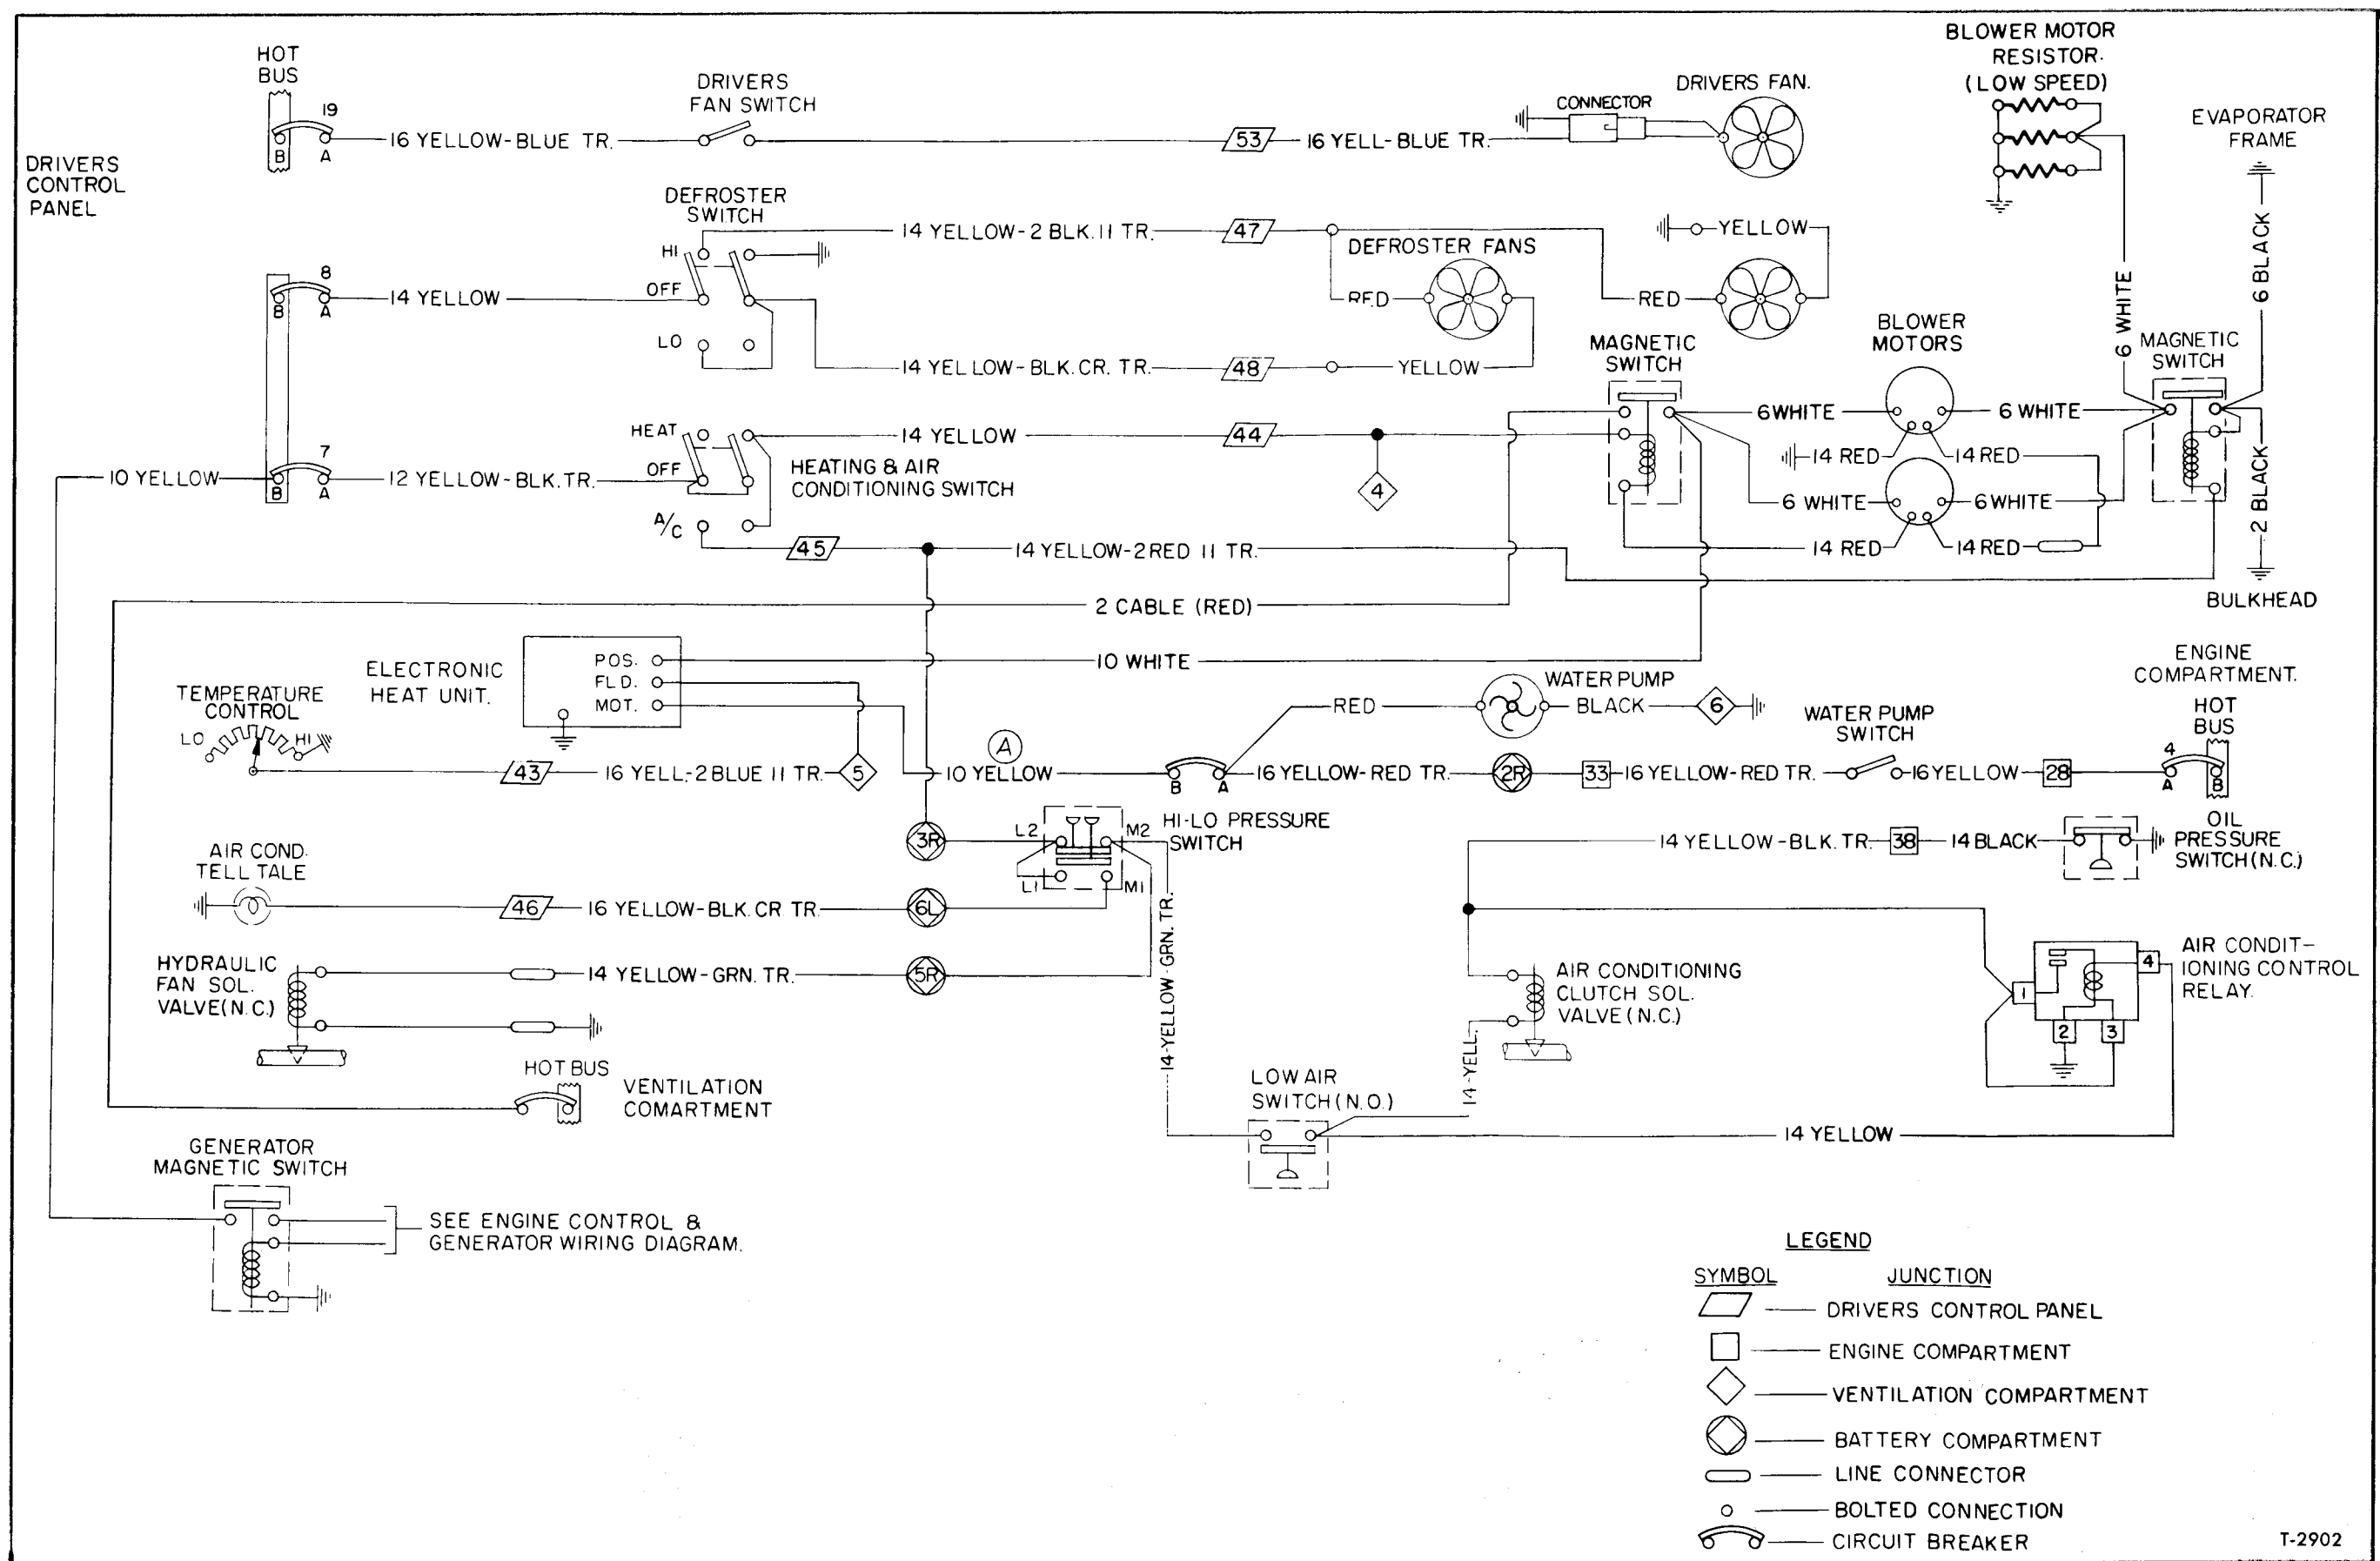 HOT
BUS
19
B
A
16 YELLOW-BLUE TR.
DRIVERS
FAN SWITCH
53
16 YELL-BLUE TR.
CONNECTOR
DRIVERS FAN.
BLOWER MOTOR
RESISTOR.
(LOW SPEED)
EVAPORATOR
FRAME
DRIVERS
CONTROL
PANEL
DEFROSTER
SWITCH
HI
OFF
LO
14 YELLOW-2 BLK. 11 TR.
47
DEFROSTER FANS
YELLOW
RED
RED
8
B
A
14 YELLOW
14 YELLOW-BLK. CR. TR.
48
YELLOW
6 WHITE
6 BLACK
MAGNETIC
SWITCH
BLOWER
MOTORS
MAGNETIC
SWITCH
6 WHITE
6 WHITE
14 RED
14 RED
6 WHITE
6 WHITE
14 RED
14 RED
2 BLACK
BULKHEAD
10 YELLOW
7
B
A
12 YELLOW-BLK. TR.
HEAT
OFF
A/C
HEATING & AIR
CONDITIONING SWITCH
14 YELLOW
44
4
45
14 YELLOW-2 RED 11 TR.
2 CABLE (RED)
ELECTRONIC
HEAT UNIT.
POS.
FLD.
MOT.
10 WHITE
TEMPERATURE
CONTROL
LO
HI
43
16 YELL.-2 BLUE 11 TR.
5
A
10 YELLOW
B
A
RED
WATER PUMP
BLACK
6
16 YELLOW-RED TR.
2R
33
16 YELLOW-RED TR.
WATER PUMP
SWITCH
16 YELLOW
28
ENGINE
COMPARTMENT.
HOT
BUS
4
A
B
3R
L2
M2
L1
M1
HI-LO PRESSURE
SWITCH
14 YELLOW-BLK. TR.
38
14 BLACK
OIL
PRESSURE
SWITCH (N.C.)
AIR COND.
TELL TALE
46
16 YELLOW-BLK. CR TR.
6L
HYDRAULIC
FAN SOL.
VALVE (N.C.)
14 YELLOW-GRN. TR.
5R
14-YELLOW-GRN. TR.
AIR CONDITIONING
CLUTCH SOL.
VALVE (N.C.)
14-YELL.
1
2
3
4
AIR CONDIT-
IONING CONTROL
RELAY.
HOT BUS
VENTILATION
COMARTMENT
LOW AIR
SWITCH (N.O.)
14 YELLOW
GENERATOR
MAGNETIC SWITCH
SEE ENGINE CONTROL &
GENERATOR WIRING DIAGRAM.
LEGEND
SYMBOL JUNCTION
DRIVERS CONTROL PANEL
ENGINE COMPARTMENT
VENTILATION COMPARTMENT
BATTERY COMPARTMENT
LINE CONNECTOR
BOLTED CONNECTION
CIRCUIT BREAKER
T-2902